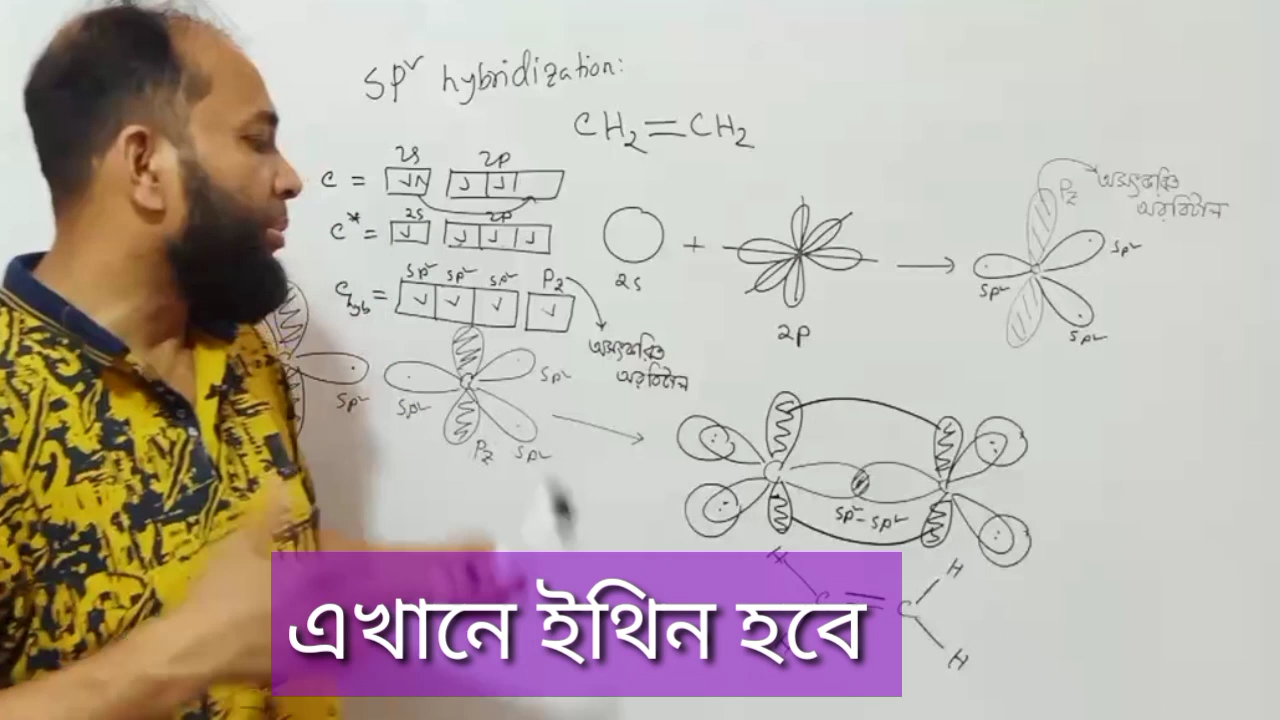 sp² hybridization:
CH₂=CH₂
2s 2p
C =
2s 2p
C* =
sp² sp² sp² P_z
C_hyb =
অসংকরিত
অরবিটাল
2s + 2p
P_z অসংকরিত
অরবিটাল
sp²
sp²
sp²
sp²
sp² sp²
P_z sp²
C
sp² - sp²
H H
C = C
H
এখানে ইথিন হবে